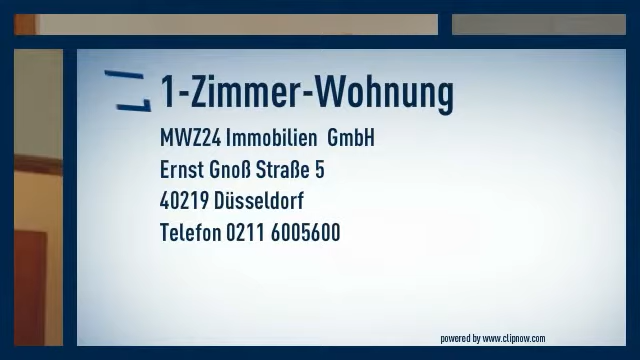 1-Zimmer-Wohnung
MWZ24 Immobilien GmbH
Ernst Gnoß Straße 5
40219 Düsseldorf
Telefon 0211 6005600
powered by www.clipnow.com